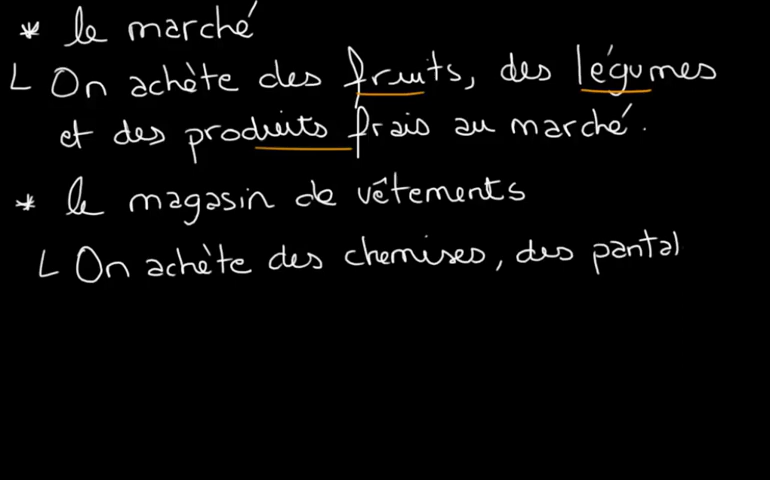 * le marché
L On achète des fruits, des légumes
et des produits frais au marché.
* le magasin de vêtements
L On achète des chemises, des pantal